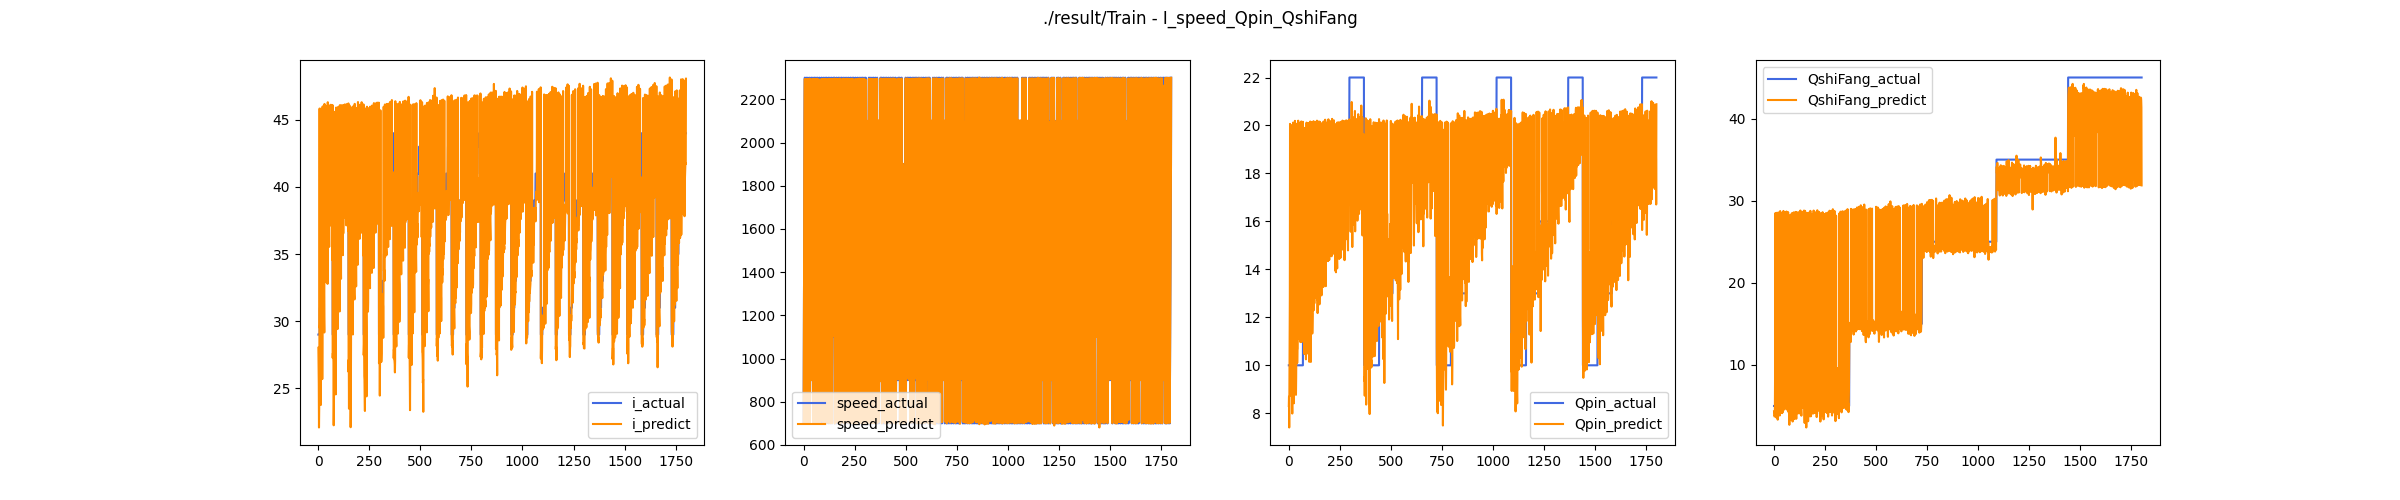 ./result/Train - I_speed_Qpin_QshiFang
45
40
35
30
25
0 250 500 750 1000 1250 1500 1750
i_actual
i_predict
2200
2000
1800
1600
1400
1200
1000
800
600
0 250 500 750 1000 1250 1500 1750
speed_actual
speed_predict
22
20
18
16
14
12
10
8
0 250 500 750 1000 1250 1500 1750
Qpin_actual
Qpin_predict
QshiFang_actual
QshiFang_predict
40
30
20
10
0 250 500 750 1000 1250 1500 1750